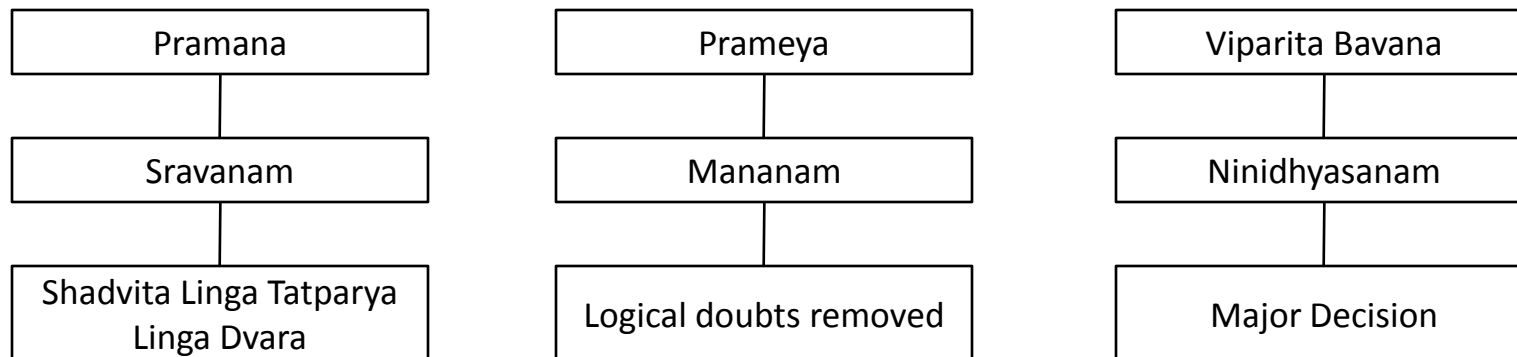 Pramana
Sravanam
Shadvita Linga Tatparya
Linga Dvara
Prameya
Mananam
Logical doubts removed
Viparita Bavana
Ninidhyasanam
Major Decision